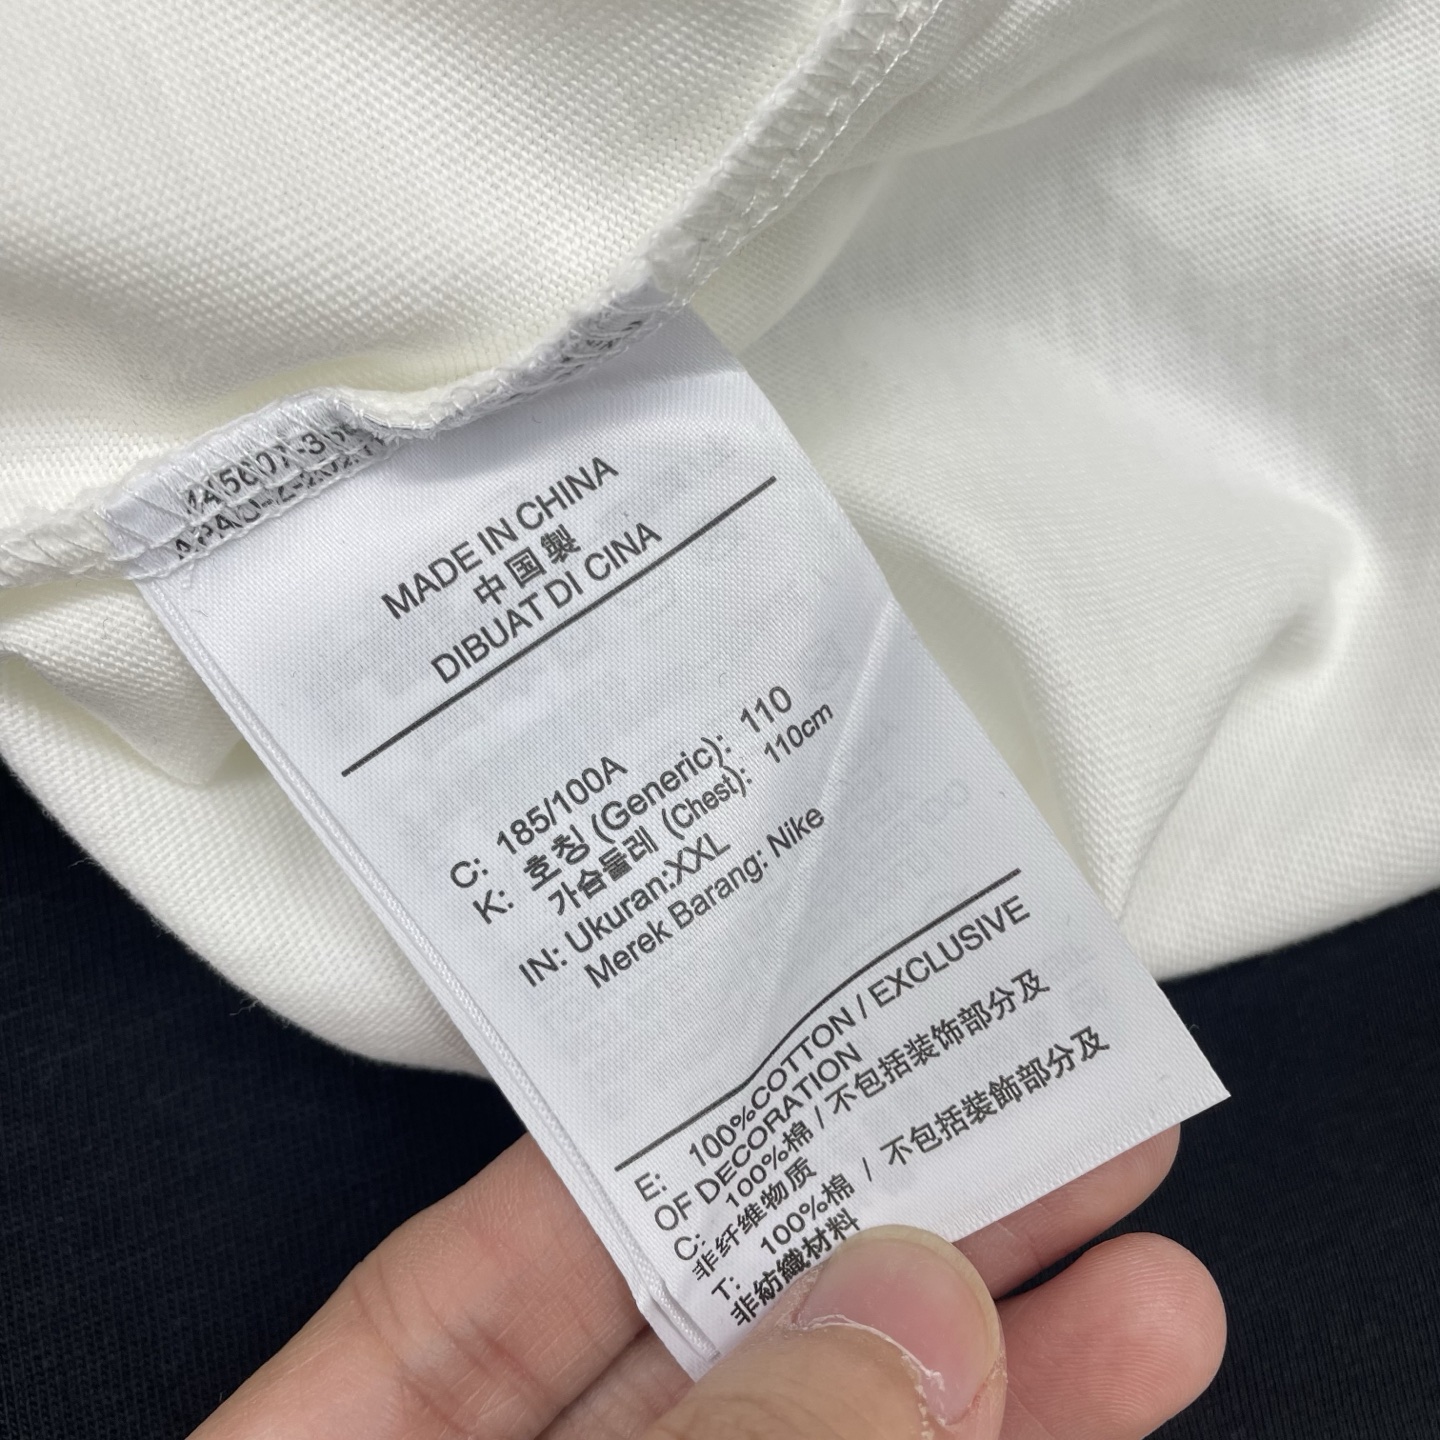 MADE IN CHINA
中国製
DIBUAT DI CINA
C: 185/100A
K: 호칭 (Generic): 110
가슴둘레 (Chest): 110cm
IN: Ukuran:XXL
Merek Barang: Nike
E: 100%COTTON / EXCLUSIVE
OF DECORATION
C: 100%棉 / 不包括装饰部分及
非纤维物质
T: 100%棉 / 不包括裝飾部分及
非紡織材料